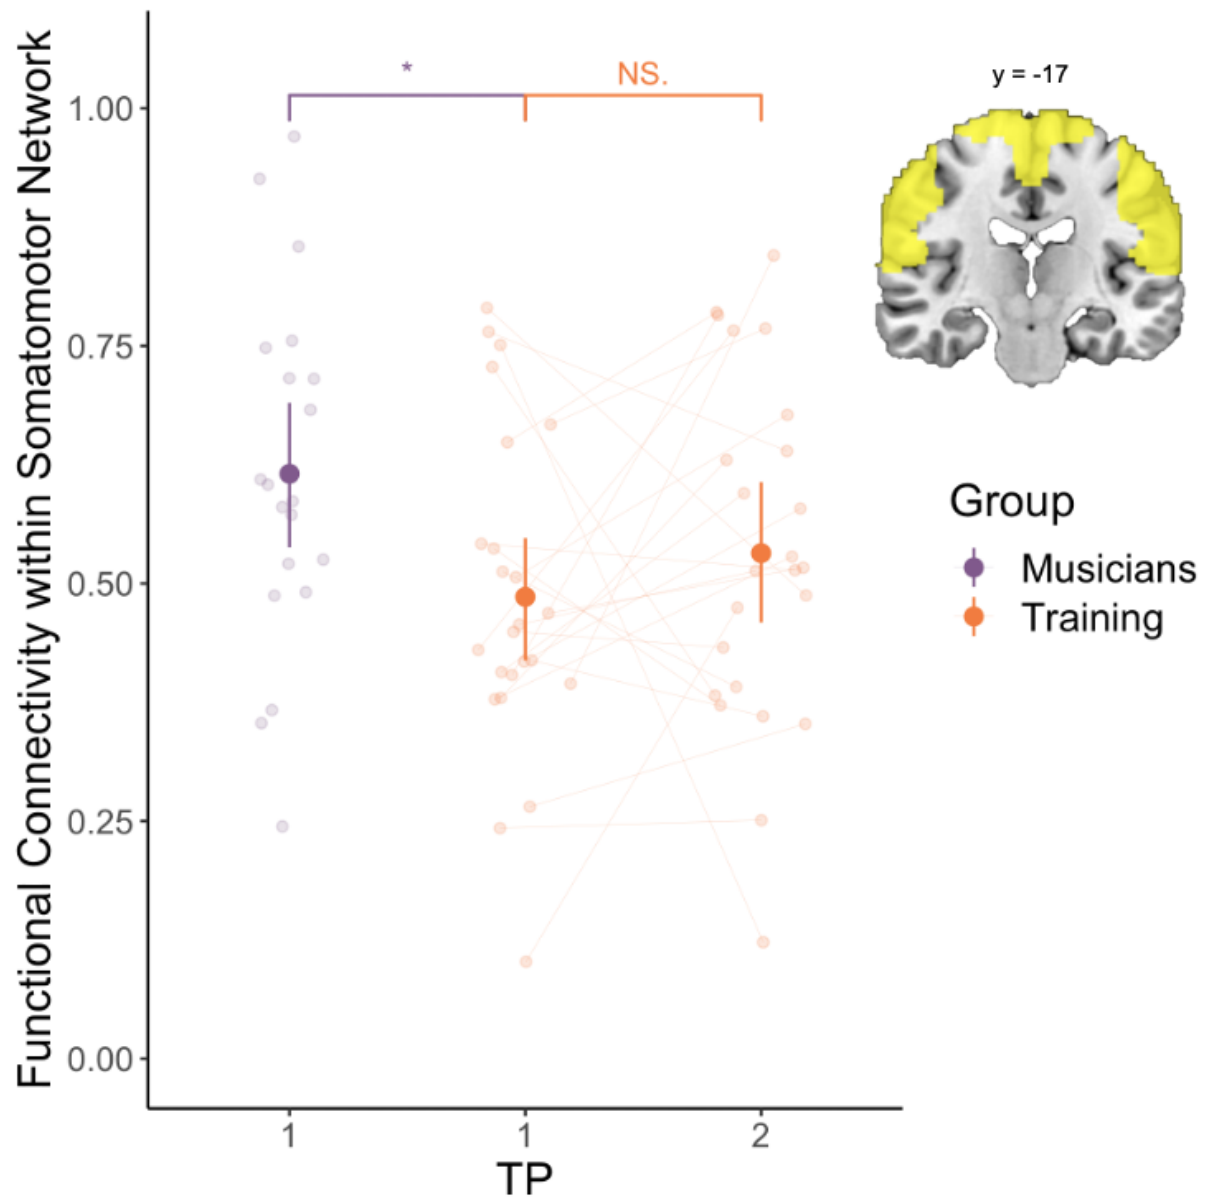 Functional Connectivity within Somatomotor Network
1.00
0.75
0.50
0.25
0.00
*
NS.
y = -17
Group
Musicians
Training
1
1
2
TP